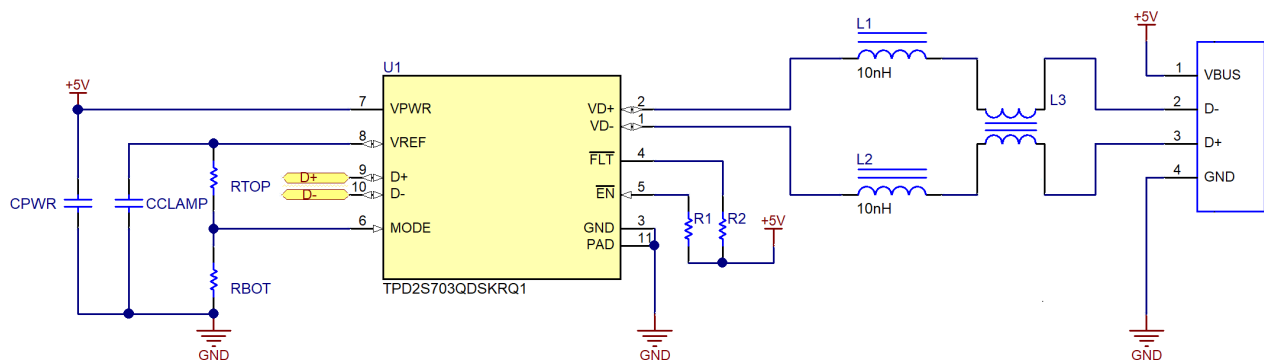 +5V
L1
10nH
U1
+5V
7
VPWR
VD+
2
1
VBUS
VD-
1
L3
2
D-
8
VREF
3
D+
FLT
4
L2
9
D+
D+
RTOP
10
D-
D-
4
GND
EN
5
10nH
CPWR
CCLAMP
R1
R2
+5V
6
MODE
GND
3
PAD
11
RBOT
TPD2S703QDSKRQ1
GND
GND
GND